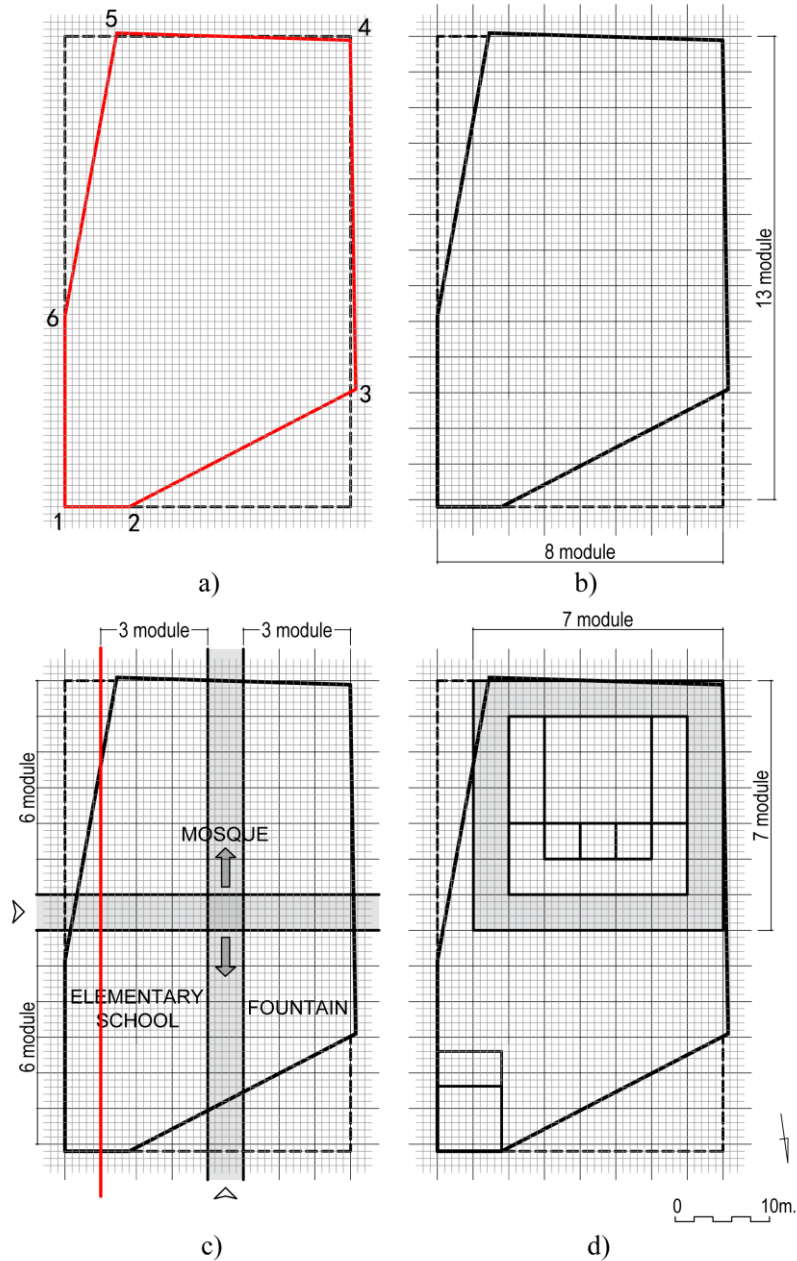 5
4
6
3
1
2
a)
13 module
8 module
b)
3 module
3 module
6 module
MOSQUE
ELEMENTARY
SCHOOL
FOUNTAIN
6 module
c)
7 module
7 module
0
10m.
d)